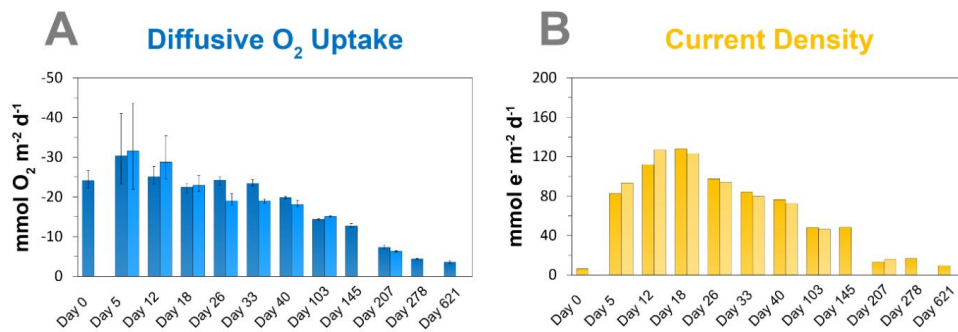 A
Diffusive O₂ Uptake
mmol O₂ m⁻² d⁻¹
-50
-40
-30
-20
-10
0
Day 0
Day 5
Day 12
Day 18
Day 26
Day 33
Day 40
Day 103
Day 145
Day 207
Day 278
Day 621
B
Current Density
mmol e⁻ m⁻² d⁻¹
200
160
120
80
40
0
Day 0
Day 5
Day 12
Day 18
Day 26
Day 33
Day 40
Day 103
Day 145
Day 207
Day 278
Day 621